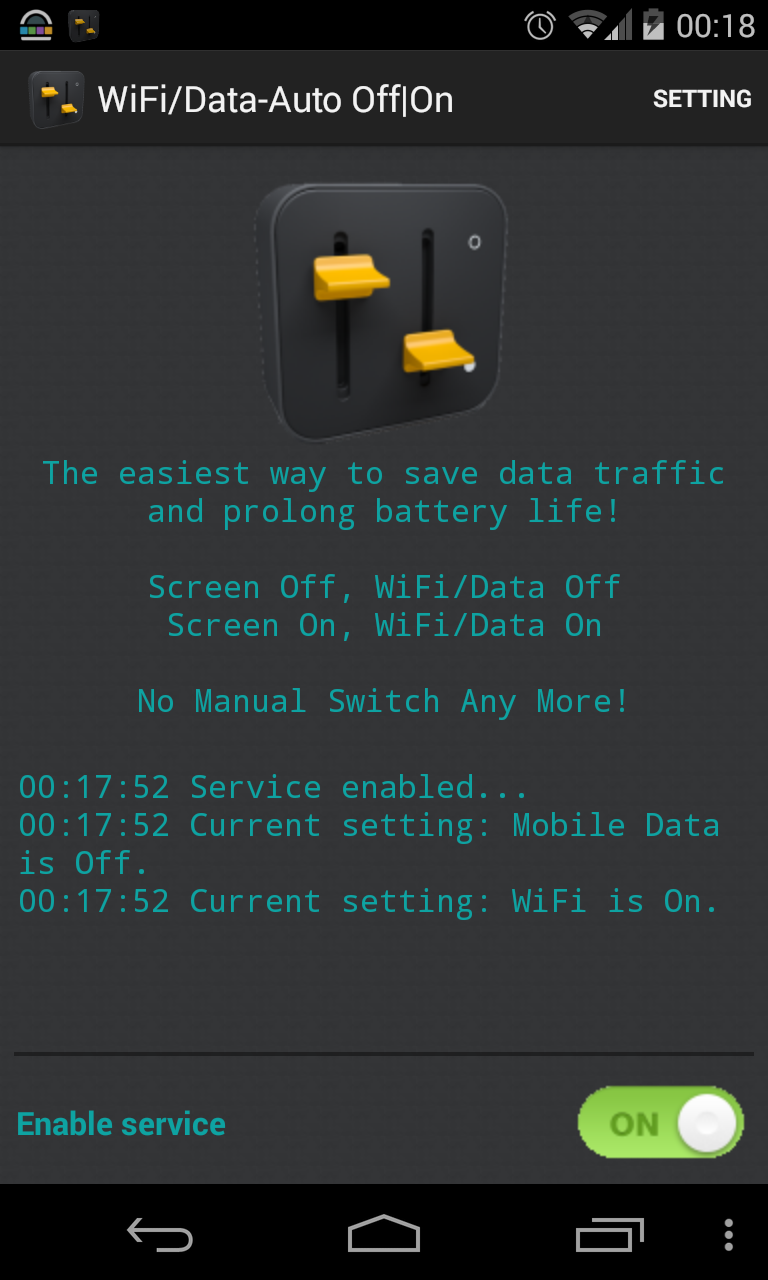 00:18
WiFi/Data-Auto Off|On
SETTING
The easiest way to save data traffic
and prolong battery life!
Screen Off, WiFi/Data Off
Screen On, WiFi/Data On
No Manual Switch Any More!
00:17:52 Service enabled...
00:17:52 Current setting: Mobile Data
is Off.
00:17:52 Current setting: WiFi is On.
Enable service
ON